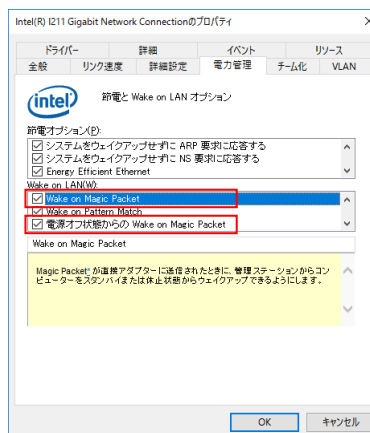 Intel(R) I211 Gigabit Network Connectionのプロパティ
ドライバー 詳細 イベント リソース
全般 リンク速度 詳細設定 電力管理 チーム化 VLAN
intel
節電と Wake on LAN オプション
節電オプション(P):
システムをウェイクアップせずに ARP 要求に応答する
システムをウェイクアップせずに NS 要求に応答する
Energy Efficient Ethernet
Wake on LAN(W):
Wake on Magic Packet
Wake on Pattern Match
電源オフ状態からの Wake on Magic Packet
Wake on Magic Packet
Magic Packet* が直接アダプターに送信されたときに、管理ステーションからコン
ピューターをスタンバイまたは休止状態からウェイクアップできるようにします。
OK キャンセル